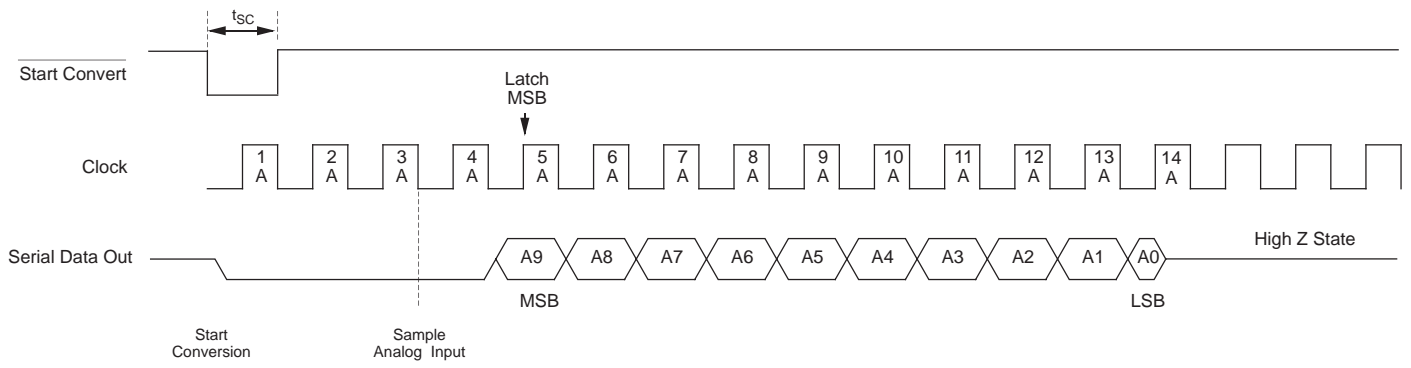 tSC
Start Convert
Latch
MSB
Clock
1 2 3 4 5 6 7 8 9 10 11 12 13 14
A A A A A A A A A A A A A A
Serial Data Out
A9 A8 A7 A6 A5 A4 A3 A2 A1 A0
High Z State
MSB
LSB
Start
Conversion
Sample
Analog Input